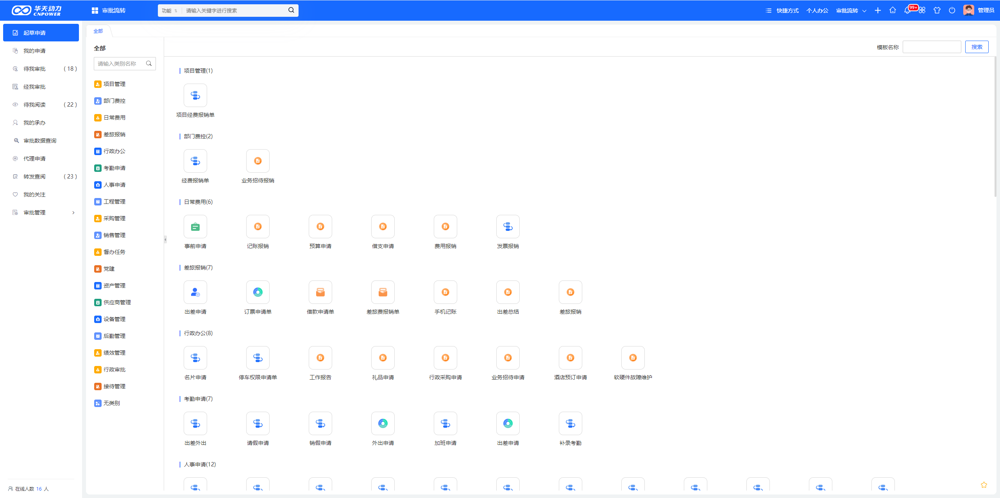 华天动力
CNPOWER
审批流转
功能 请输入关键字进行搜索
快捷方式 个人办公 审批流转 99+ 管理员
起草申请
我的申请
待我审批 ( 18 )
经我审批
待我阅读 ( 22 )
我的承办
审批数据查询
代理申请
转发查阅 ( 23 )
我的关注
审批管理
在线人数 16 人
全部
全部
请输入类别名称
项目管理
部门费控
日常费用
差旅报销
行政办公
考勤申请
人事申请
工程管理
采购管理
销售管理
督办任务
党建
资产管理
供应商管理
设备管理
后勤管理
绩效管理
行政审批
接待管理
无类别
模板名称 搜索
项目管理(1)
项目经费报销单
部门费控(2)
经费报销单 业务招待报销
日常费用(6)
事前申请 记账报销 预算申请 借支申请 费用报销 发票报销
差旅报销(7)
出差申请 订票申请单 借款申请单 差旅费报销单 手机记账 出差总结 差旅报销
行政办公(8)
名片申请 停车权限申请单 工作报告 礼品申请 行政采购申请 业务招待申请 酒店预订申请 软硬件故障维护
考勤申请(7)
出差外出 请假申请 销假申请 外出申请 加班申请 出差申请 补录考勤
人事申请(12)